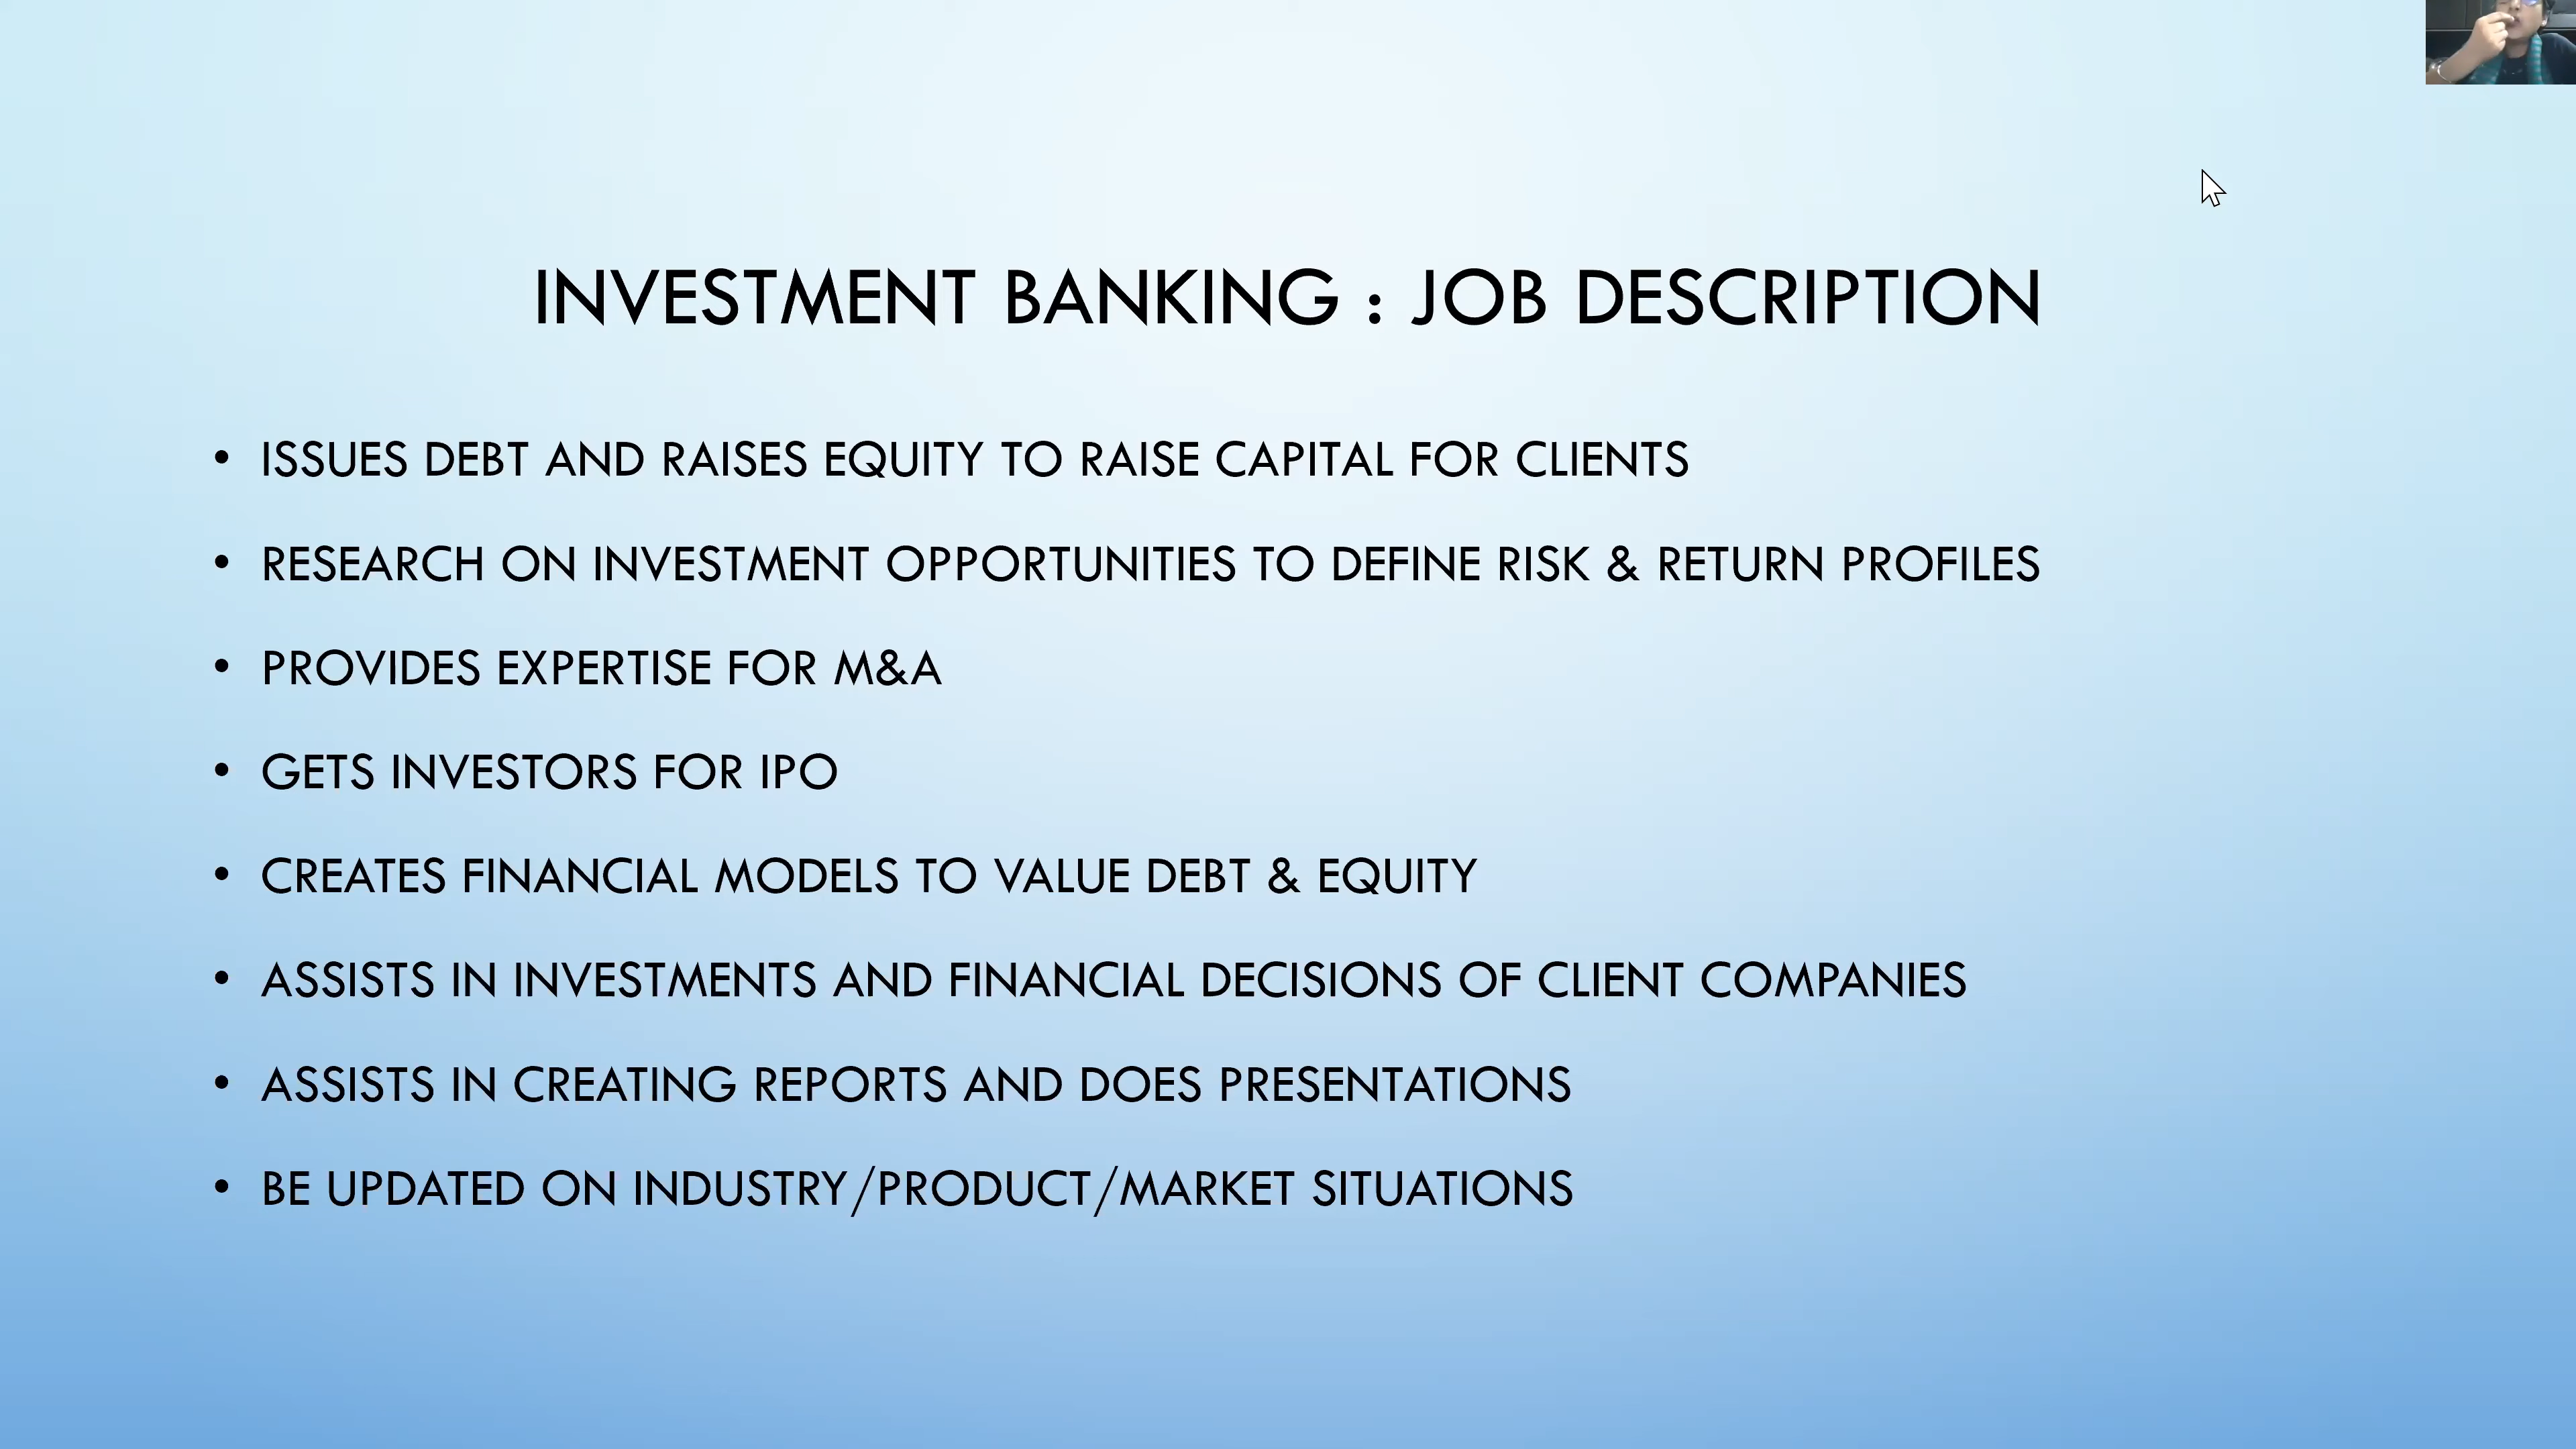 INVESTMENT BANKING : JOB DESCRIPTION
• ISSUES DEBT AND RAISES EQUITY TO RAISE CAPITAL FOR CLIENTS
• RESEARCH ON INVESTMENT OPPORTUNITIES TO DEFINE RISK & RETURN PROFILES
• PROVIDES EXPERTISE FOR M&A
• GETS INVESTORS FOR IPO
• CREATES FINANCIAL MODELS TO VALUE DEBT & EQUITY
• ASSISTS IN INVESTMENTS AND FINANCIAL DECISIONS OF CLIENT COMPANIES
• ASSISTS IN CREATING REPORTS AND DOES PRESENTATIONS
• BE UPDATED ON INDUSTRY/PRODUCT/MARKET SITUATIONS